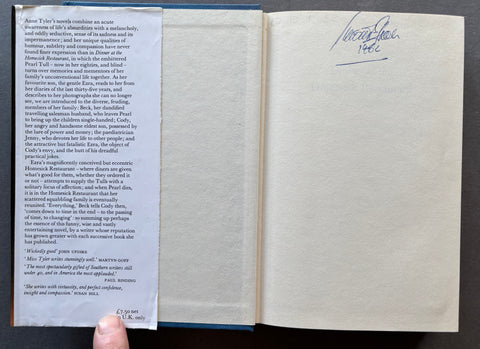 Anne Tyler's novels combine an acute
awareness of life's absurdities with a melancholy,
and oddly seductive, sense of its sadness and its
impermanence; and her unique qualities of
humour, subtlety and compassion have never
found finer expression than in Dinner at the
Homesick Restaurant, in which the embittered
Pearl Tull – now in her eighties, and blind –
turns over memories and mementoes of her
family's unconventional life together. As her
favourite son, the gentle Ezra, reads to her from
her diaries of the last thirty-five years, and
describes to her photographs she can no longer
see, we are introduced to the diverse, feuding,
members of her family: Beck, her dandified
travelling salesman husband, who leaves Pearl
to bring up the children single-handed; Cody,
her angry and handsome eldest son, possessed by
the lure of power and money; the paediatrician
Jenny, who devotes her life to other people; and
the attractive but fatalistic Ezra, the object of
Cody's envy, and the butt of his dreadful
practical jokes.
Ezra's magnificently conceived but eccentric
Homesick Restaurant – where diners are given
what's good for them, whether they ordered it
or not – attempts to supply the Tulls with a
solitary focus of affection; and when Pearl dies,
it is in the Homesick Restaurant that her
scattered squabbling family is eventually
reunited. 'Everything,' Beck tells Cody then,
'comes down to time in the end – to the passing
of time, to changing' – so summing up perhaps
the essence of this funny, wise and vastly
entertaining novel, by a writer whose reputation
has grown greater with each successive book she
has published.
'Wickedly good' JOHN UPDIKE
'Miss Tyler writes stunningly well.' MARTYN GOFF
'The most spectacularly gifted of Southern writers still
under 40, and in America the most applauded.'
PAUL BINDING
'She writes with virtuosity, and perfect confidence,
insight and compassion.' SUSAN HILL
£7.50 net
U.K. only